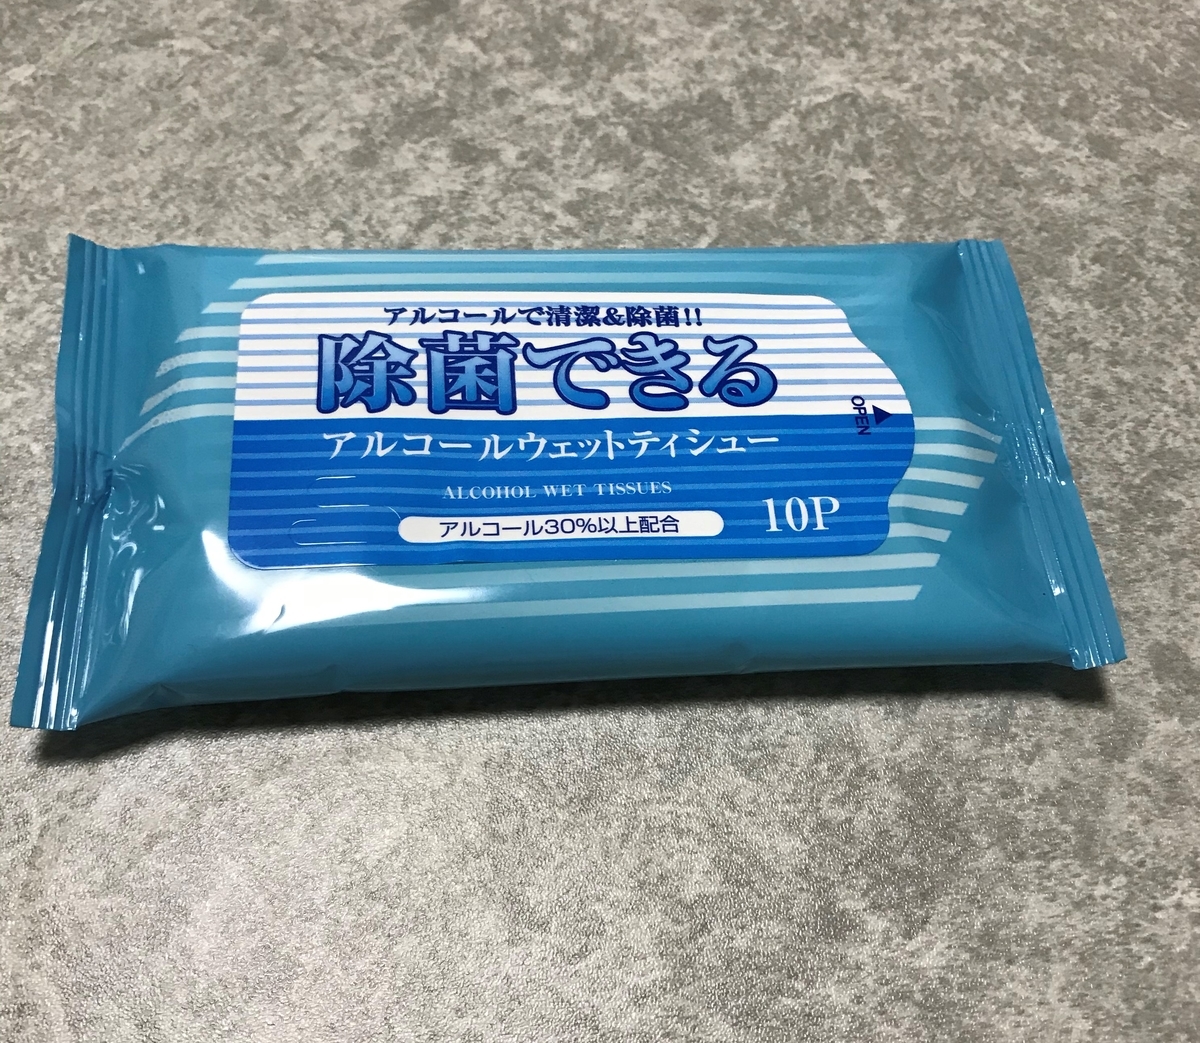 アルコールで清潔&除菌!!
除菌できる
OPEN
アルコールウェットティシュー
ALCOHOL WET TISSUES
アルコール30%以上配合
10P